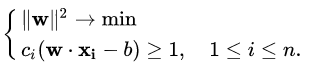 ‖w‖² → min
cᵢ(w · xᵢ − b) ≥ 1, 1 ≤ i ≤ n.